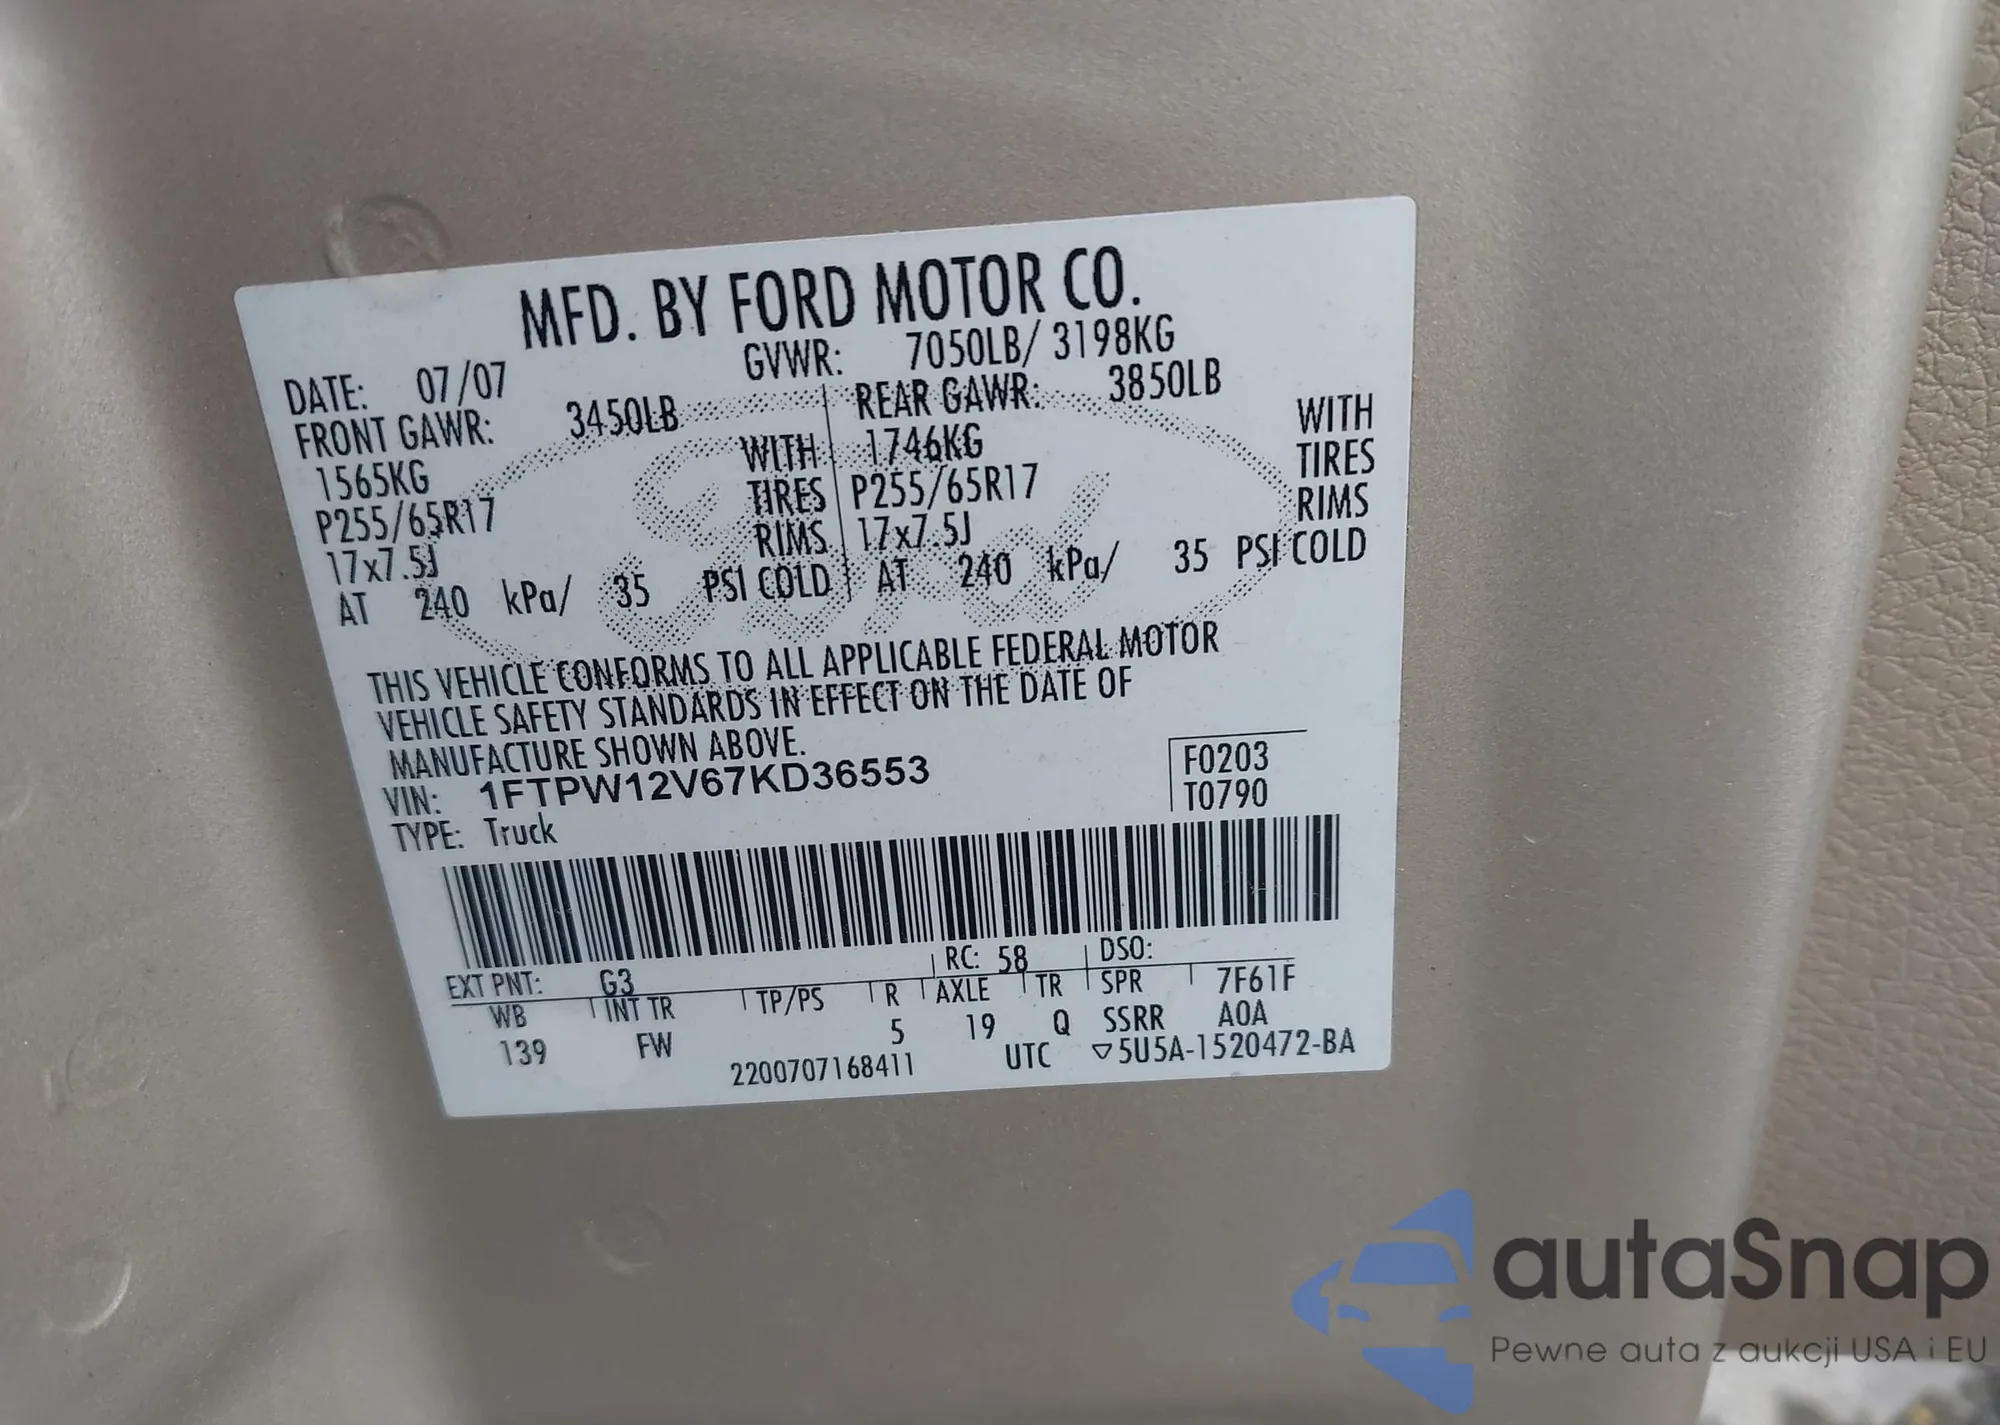 MFD. BY FORD MOTOR CO.
DATE: 07/07 GVWR: 7050LB/ 3198KG
FRONT GAWR: 3450LB REAR GAWR: 3850LB
1565KG WITH 1746KG WITH
P255/65R17 TIRES P255/65R17 TIRES
17x7.5J RIMS 17x7.5J RIMS
AT 240 kPa/ 35 PSI COLD AT 240 kPa/ 35 PSI COLD
THIS VEHICLE CONFORMS TO ALL APPLICABLE FEDERAL MOTOR
VEHICLE SAFETY STANDARDS IN EFFECT ON THE DATE OF
MANUFACTURE SHOWN ABOVE.
VIN: 1FTPW12V67KD36553 F0203
TYPE: Truck T0790
EXT PNT: G3 RC: 58 DSO:
WB INT TR TP/PS R AXLE TR SPR 7F61F
139 FW 5 19 Q SSRR A0A
2200707168411 UTC ▽5U5A-1520472-BA
Ford
autaSnap
Pewne auta z aukcji USA i EU